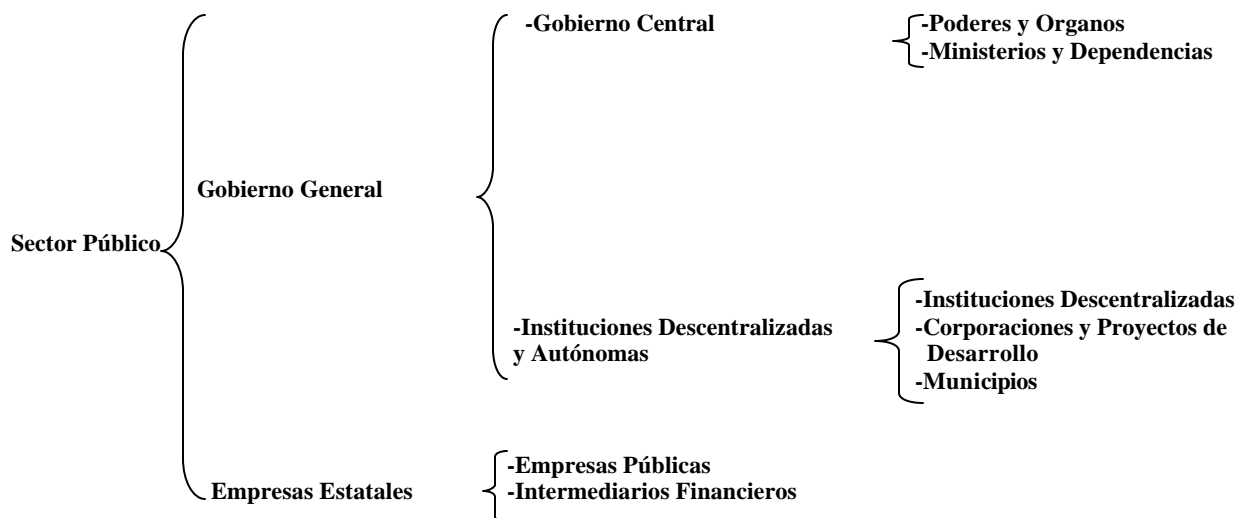 -Gobierno Central
-Poderes y Organos
-Ministerios y Dependencias
Gobierno General
Sector Público
-Instituciones Descentralizadas
y Autónomas
-Instituciones Descentralizadas
-Corporaciones y Proyectos de
Desarrollo
-Municipios
Empresas Estatales
-Empresas Públicas
-Intermediarios Financieros